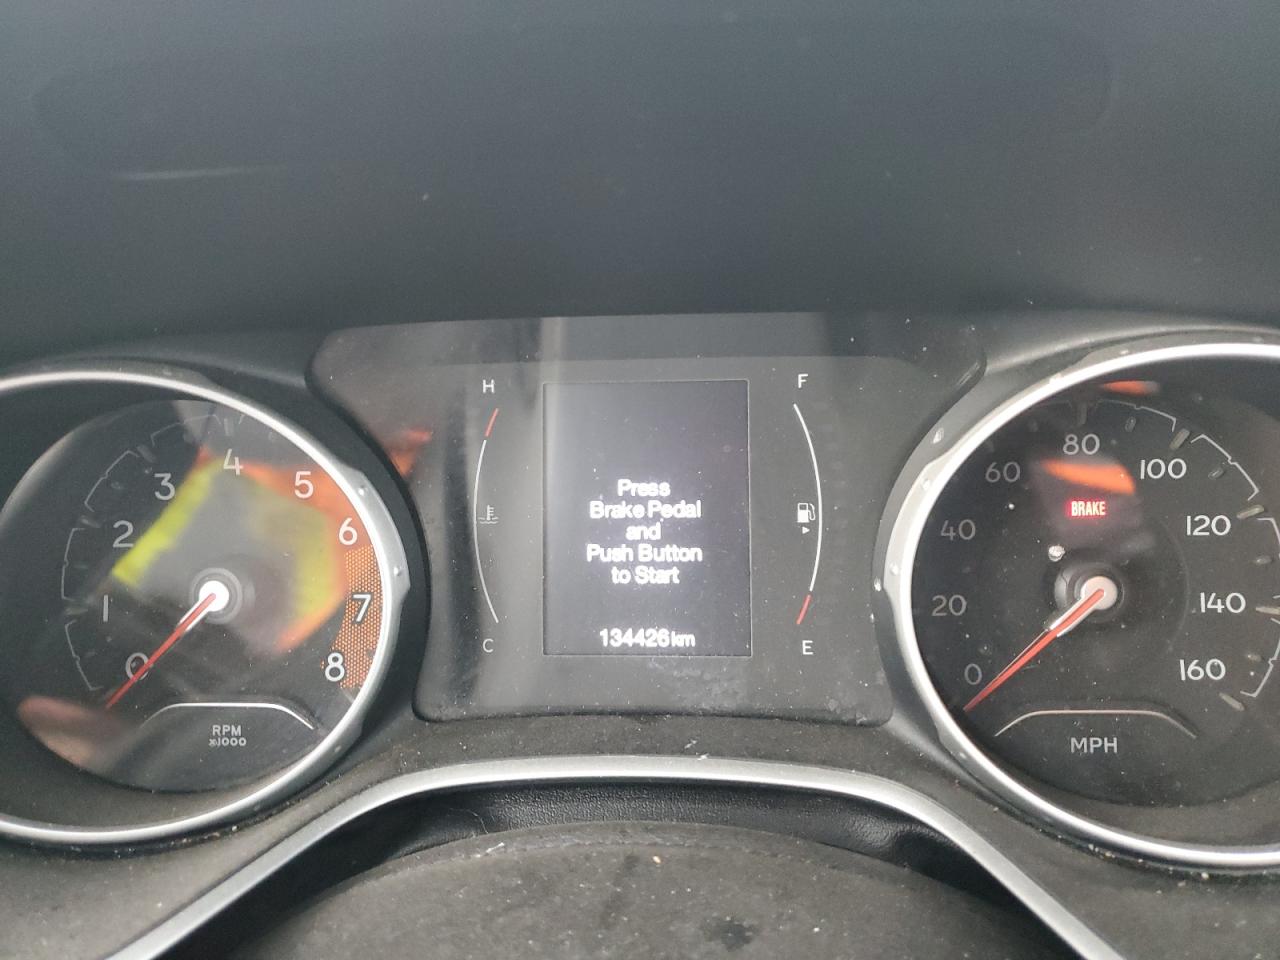 0
1
2
3
4
5
6
7
8
RPM
x1000
H
C
Press
Brake Pedal
and
Push Button
to Start
134426 km
F
E
0
20
40
60
80
100
120
140
160
BRAKE
MPH